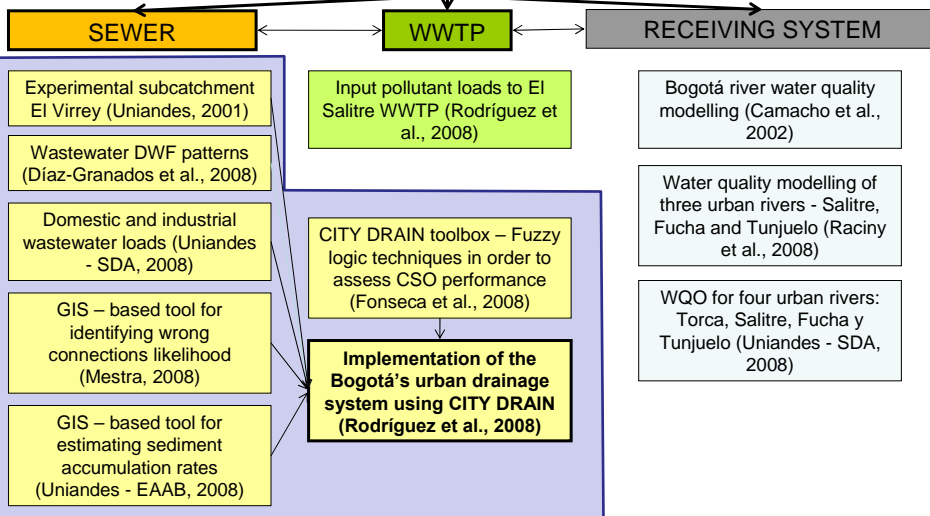 SEWER
WWTP
RECEIVING SYSTEM
Experimental subcatchment
El Virrey (Uniandes, 2001)
Wastewater DWF patterns
(Díaz-Granados et al., 2008)
Domestic and industrial
wastewater loads (Uniandes
- SDA, 2008)
GIS – based tool for
identifying wrong
connections likelihood
(Mestra, 2008)
GIS – based tool for
estimating sediment
accumulation rates
(Uniandes - EAAB, 2008)
Input pollutant loads to El
Salitre WWTP (Rodríguez et
al., 2008)
CITY DRAIN toolbox – Fuzzy
logic techniques in order to
assess CSO performance
(Fonseca et al., 2008)
Implementation of the
Bogotá's urban drainage
system using CITY DRAIN
(Rodríguez et al., 2008)
Bogotá river water quality
modelling (Camacho et al.,
2002)
Water quality modelling of
three urban rivers - Salitre,
Fucha and Tunjuelo (Raciny
et al., 2008)
WQO for four urban rivers:
Torca, Salitre, Fucha y
Tunjuelo (Uniandes - SDA,
2008)